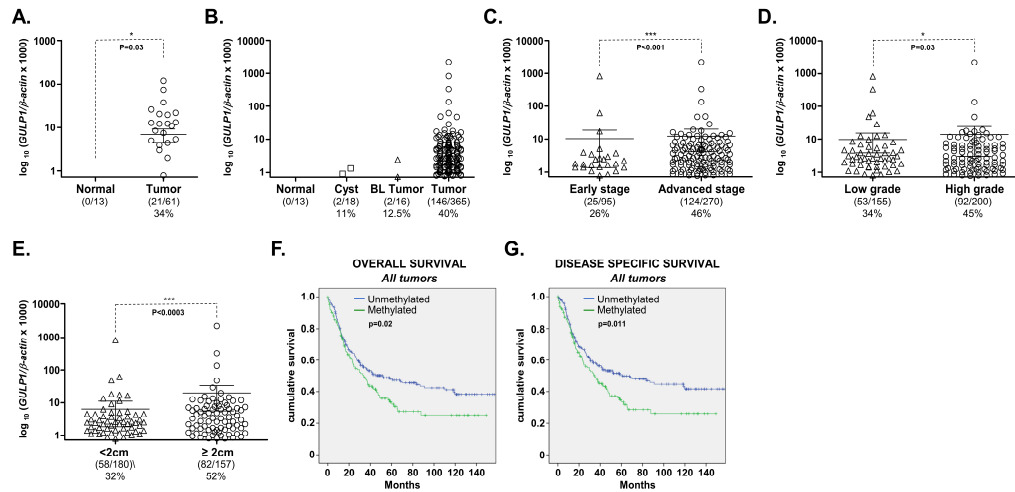 A.
log 10 (GULP1/β-actin x 1000)
1000
100
10
1
*
P=0.03
Normal
Tumor
(0/13)
(21/61)
34%
B.
log 10 (GULP1/β-actin x 1000)
10000
1000
100
10
1
Normal
Cyst
BL Tumor
Tumor
(0/13)
(2/18)
(2/16)
(146/365)
11%
12.5%
40%
C.
log 10 (GULP1/β-actin x 1000)
10000
1000
100
10
1
***
P<0.001
Early stage
Advanced stage
(25/95)
(124/270)
26%
46%
D.
log 10 (GULP1/β-actin x 1000)
10000
1000
100
10
1
*
P=0.03
Low grade
High grade
(53/155)
(92/200)
34%
45%
E.
log 10 (GULP1/β-actin x 1000)
10000
1000
100
10
1
***
P<0.0003
<2cm
≥ 2cm
(58/180)\
(82/157)
32%
52%
F.
OVERALL SURVIVAL
All tumors
Unmethylated
Methylated
p=0.02
cumulative survival
1.0
0.8
0.6
0.4
0.2
0
0 20 40 60 80 100 120 140
Months
G.
DISEASE SPECIFIC SURVIVAL
All tumors
Unmethylated
Methylated
p=0.011
cumulative survival
1.0
0.8
0.6
0.4
0.2
0
0 20 40 60 80 100 120 140
Months